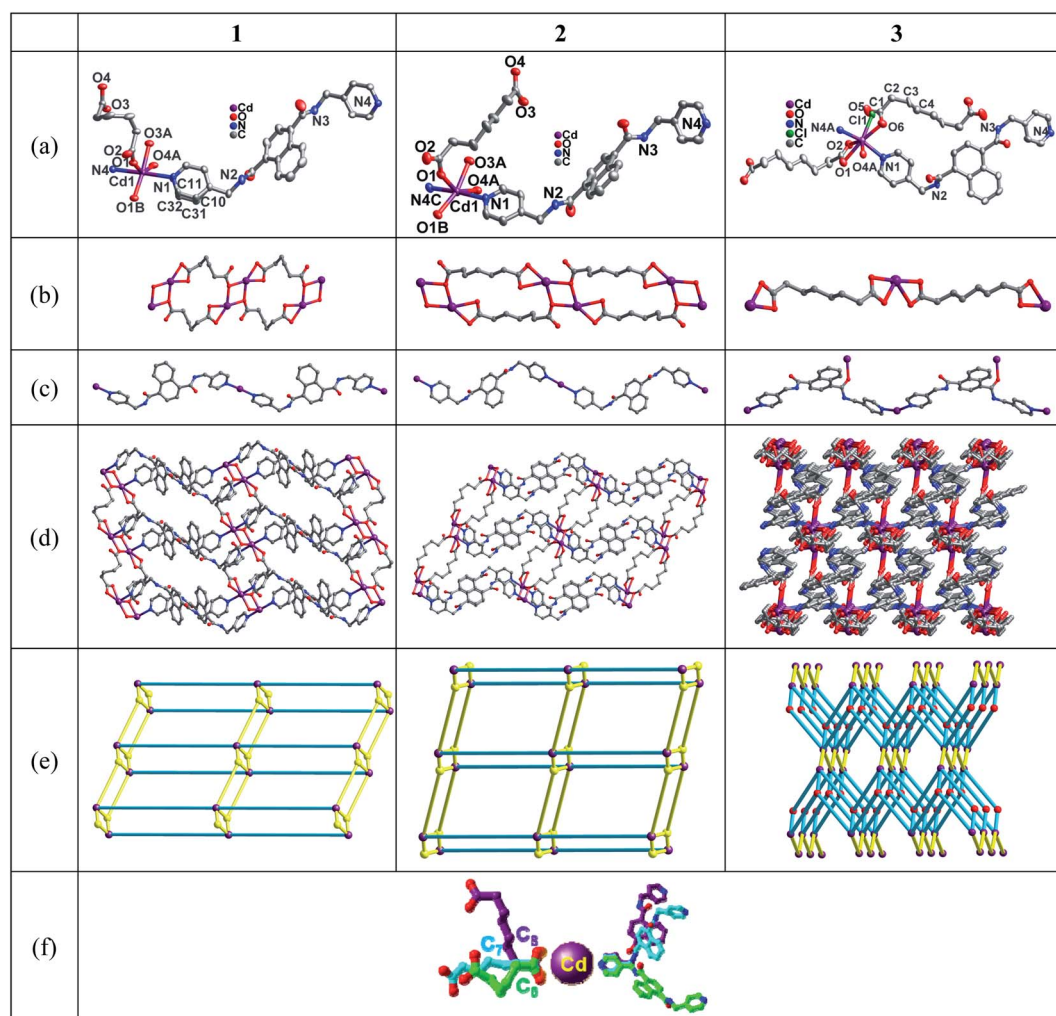 1 2 3
(a)
O4
O3
O3A
O2
O1
O4A
N4
Cd1
N1
C11
C32
C31
C10
O1B
N2
N3
N4
Cd
O
N
C
O4
O3
O2
O1
O3A
O4A
N4C
Cd1
N1
O1B
N2
N3
N4
Cd
O
N
C
C2
C3
C4
O5
C1
Cl1
O6
N4A
O2
O1
O4A
N1
N2
N3
N4
Cd
O
N
Cl
C
(b)
(c)
(d)
(e)
(f)
C7
C8
C6
Cd